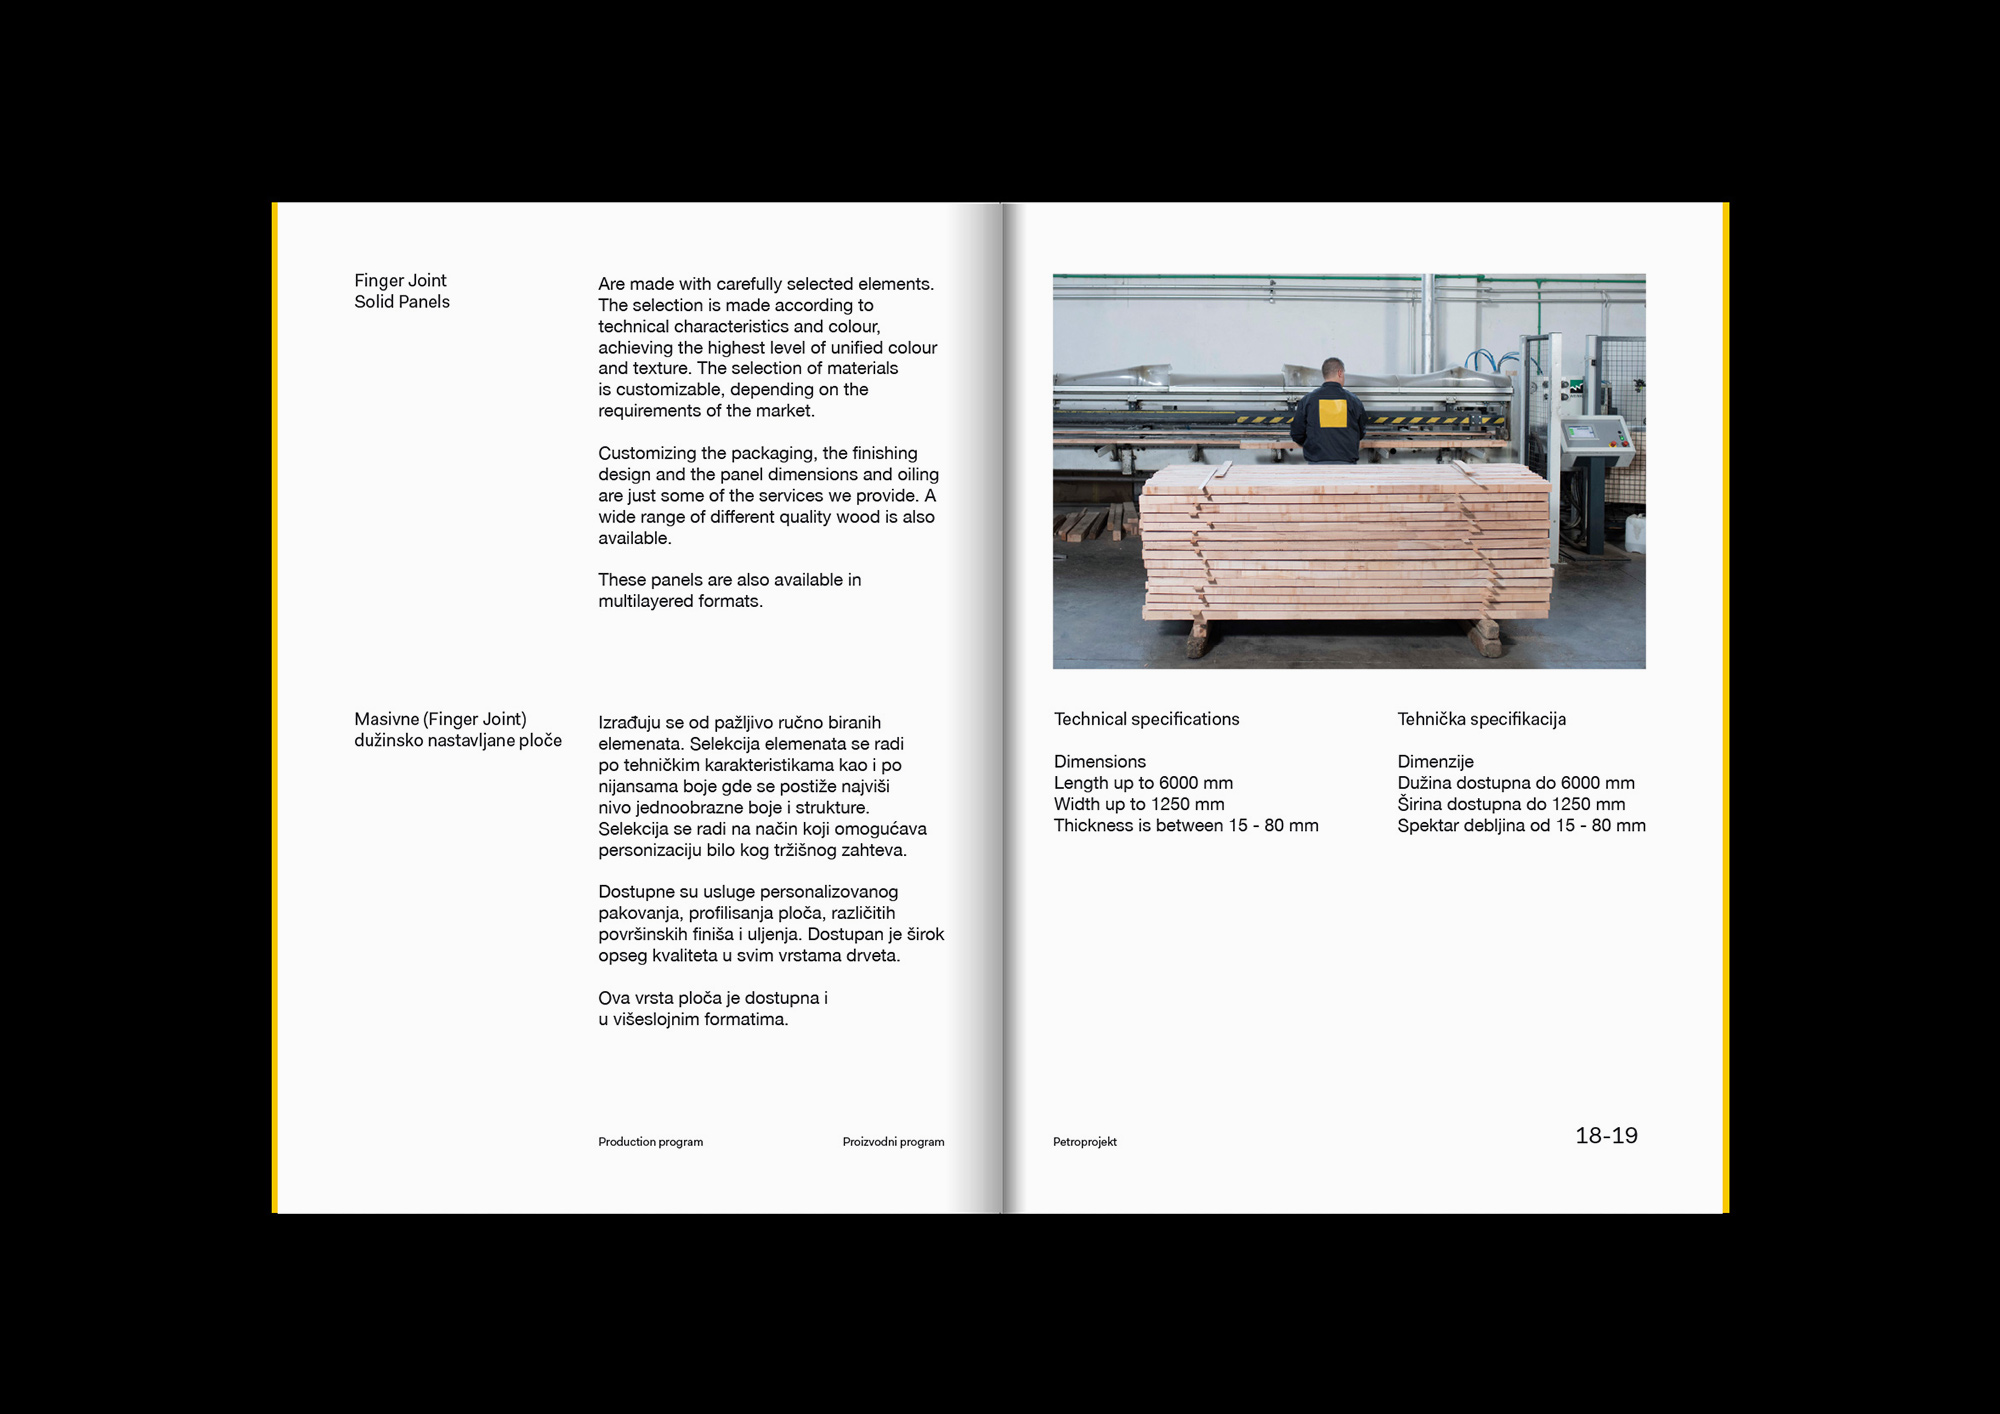 Finger Joint
Solid Panels
Are made with carefully selected elements.
The selection is made according to
technical characteristics and colour,
achieving the highest level of unified colour
and texture. The selection of materials
is customizable, depending on the
requirements of the market.
Customizing the packaging, the finishing
design and the panel dimensions and oiling
are just some of the services we provide. A
wide range of different quality wood is also
available.
These panels are also available in
multilayered formats.
Masivne (Finger Joint)
dužinsko nastavljane ploče
Izrađuju se od pažljivo ručno biranih
elemenata. Selekcija elemenata se radi
po tehničkim karakteristikama kao i po
nijansama boje gde se postiže najviši
nivo jednoobrazne boje i strukture.
Selekcija se radi na način koji omogućava
personizaciju bilo kog tržišnog zahteva.
Dostupne su usluge personalizovanog
pakovanja, profilisanja ploča, različitih
površinskih finiša i uljenja. Dostupan je širok
opseg kvaliteta u svim vrstama drveta.
Ova vrsta ploča je dostupna i
u višeslojnim formatima.
Production program
Proizvodni program
Technical specifications
Dimensions
Length up to 6000 mm
Width up to 1250 mm
Thickness is between 15 - 80 mm
Tehnička specifikacija
Dimenzije
Dužina dostupna do 6000 mm
Širina dostupna do 1250 mm
Spektar debljina od 15 - 80 mm
Petroprojekt
18-19